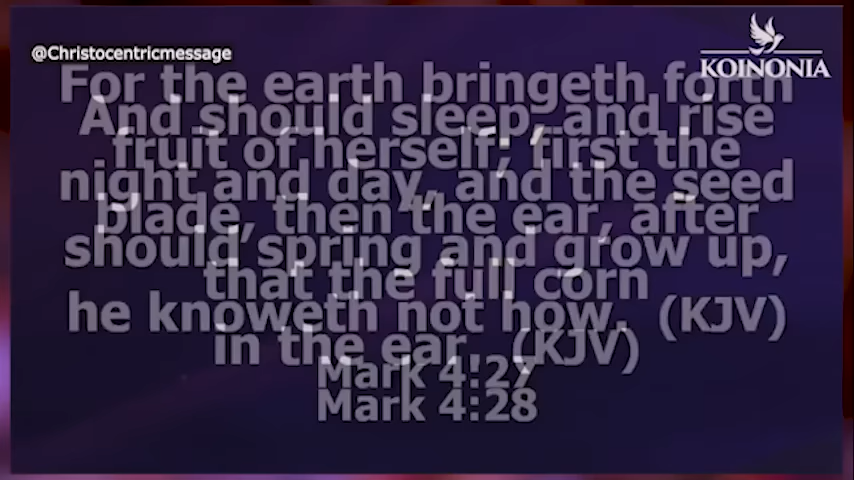 @Christocentricmessage
KOINONIA
For the earth bringeth forth
And should sleep, and rise
fruit of herself; first the
night and day, and the seed
blade, then the ear, after
should spring and grow up,
that the full corn
he knoweth not how. (KJV)
in the ear. (KJV)
Mark 4:27
Mark 4:28